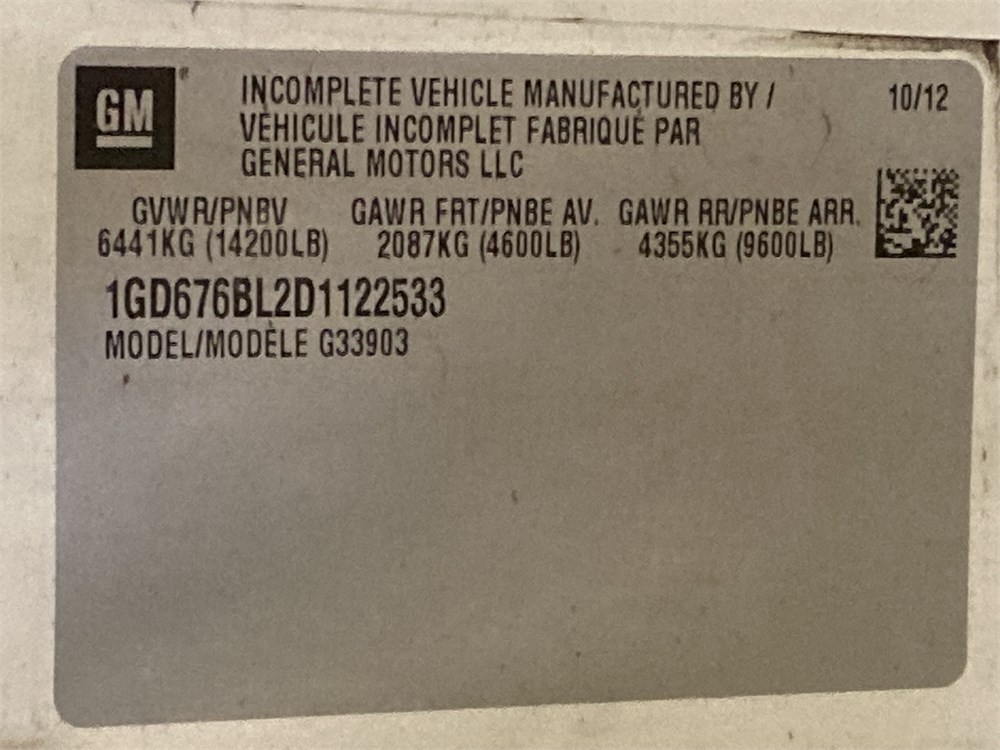 GM
INCOMPLETE VEHICLE MANUFACTURED BY / 10/12
VÉHICULE INCOMPLET FABRIQUÉ PAR
GENERAL MOTORS LLC
GVWR/PNBV GAWR FRT/PNBE AV. GAWR RR/PNBE ARR.
6441KG (14200LB) 2087KG (4600LB) 4355KG (9600LB)
1GD676BL2D1122533
MODEL/MODÈLE G33903